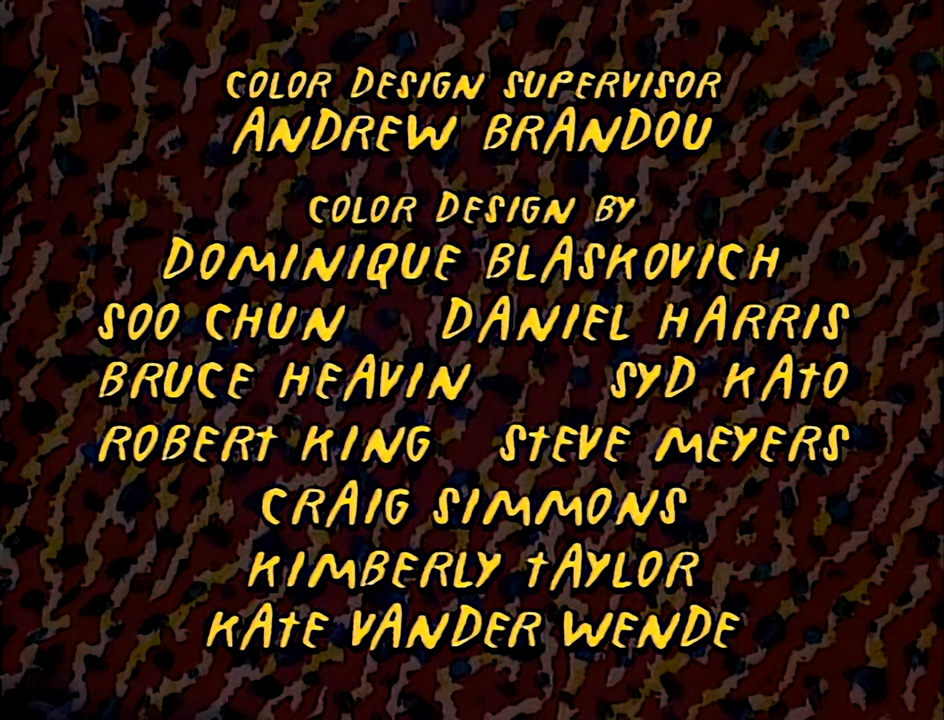 COLOR DESIGN SUPERVISOR
ANDREW BRANDOU
COLOR DESIGN BY
DOMINIQUE BLASKOVICH
SOO CHUN DANIEL HARRIS
BRUCE HEAVIN SYD KATO
ROBERT KING STEVE MEYERS
CRAIG SIMMONS
KIMBERLY TAYLOR
KATE VANDER WENDE